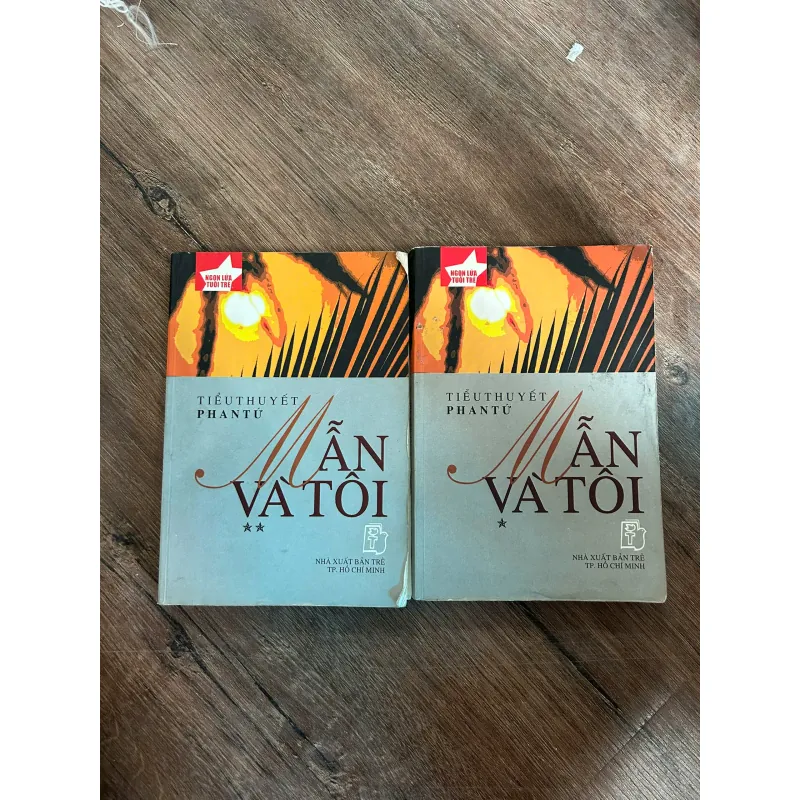 NGỌN LỬA
TUỔI TRẺ
TIỂU THUYẾT
PHAN TỨ
MẪN
VÀ TÔI
★★
NHÀ XUẤT BẢN TRẺ
TP. HỒ CHÍ MINH
NGỌN LỬA
TUỔI TRẺ
TIỂU THUYẾT
PHAN TỨ
MẪN
VÀ TÔI
★
NHÀ XUẤT BẢN TRẺ
TP. HỒ CHÍ MINH